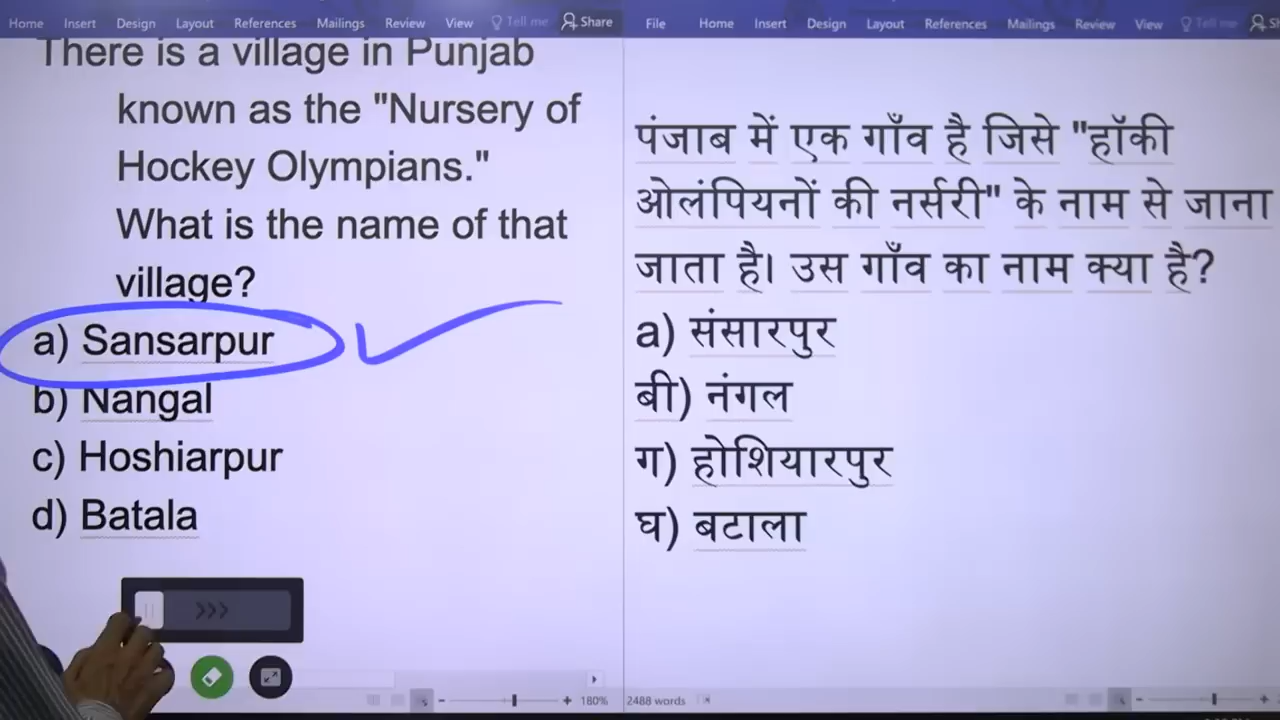 Home Insert Design Layout References Mailings Review View Tell me Share
File Home Insert Design Layout References Mailings Review View Tell me
There is a village in Punjab
known as the "Nursery of
Hockey Olympians."
What is the name of that
village?
a) Sansarpur
b) Nangal
c) Hoshiarpur
d) Batala
180%
पंजाब में एक गाँव है जिसे "हॉकी
ओलंपियनों की नर्सरी" के नाम से जाना
जाता है। उस गाँव का नाम क्या है?
a) संसारपुर
बी) नंगल
ग) होशियारपुर
घ) बटाला
2488 words